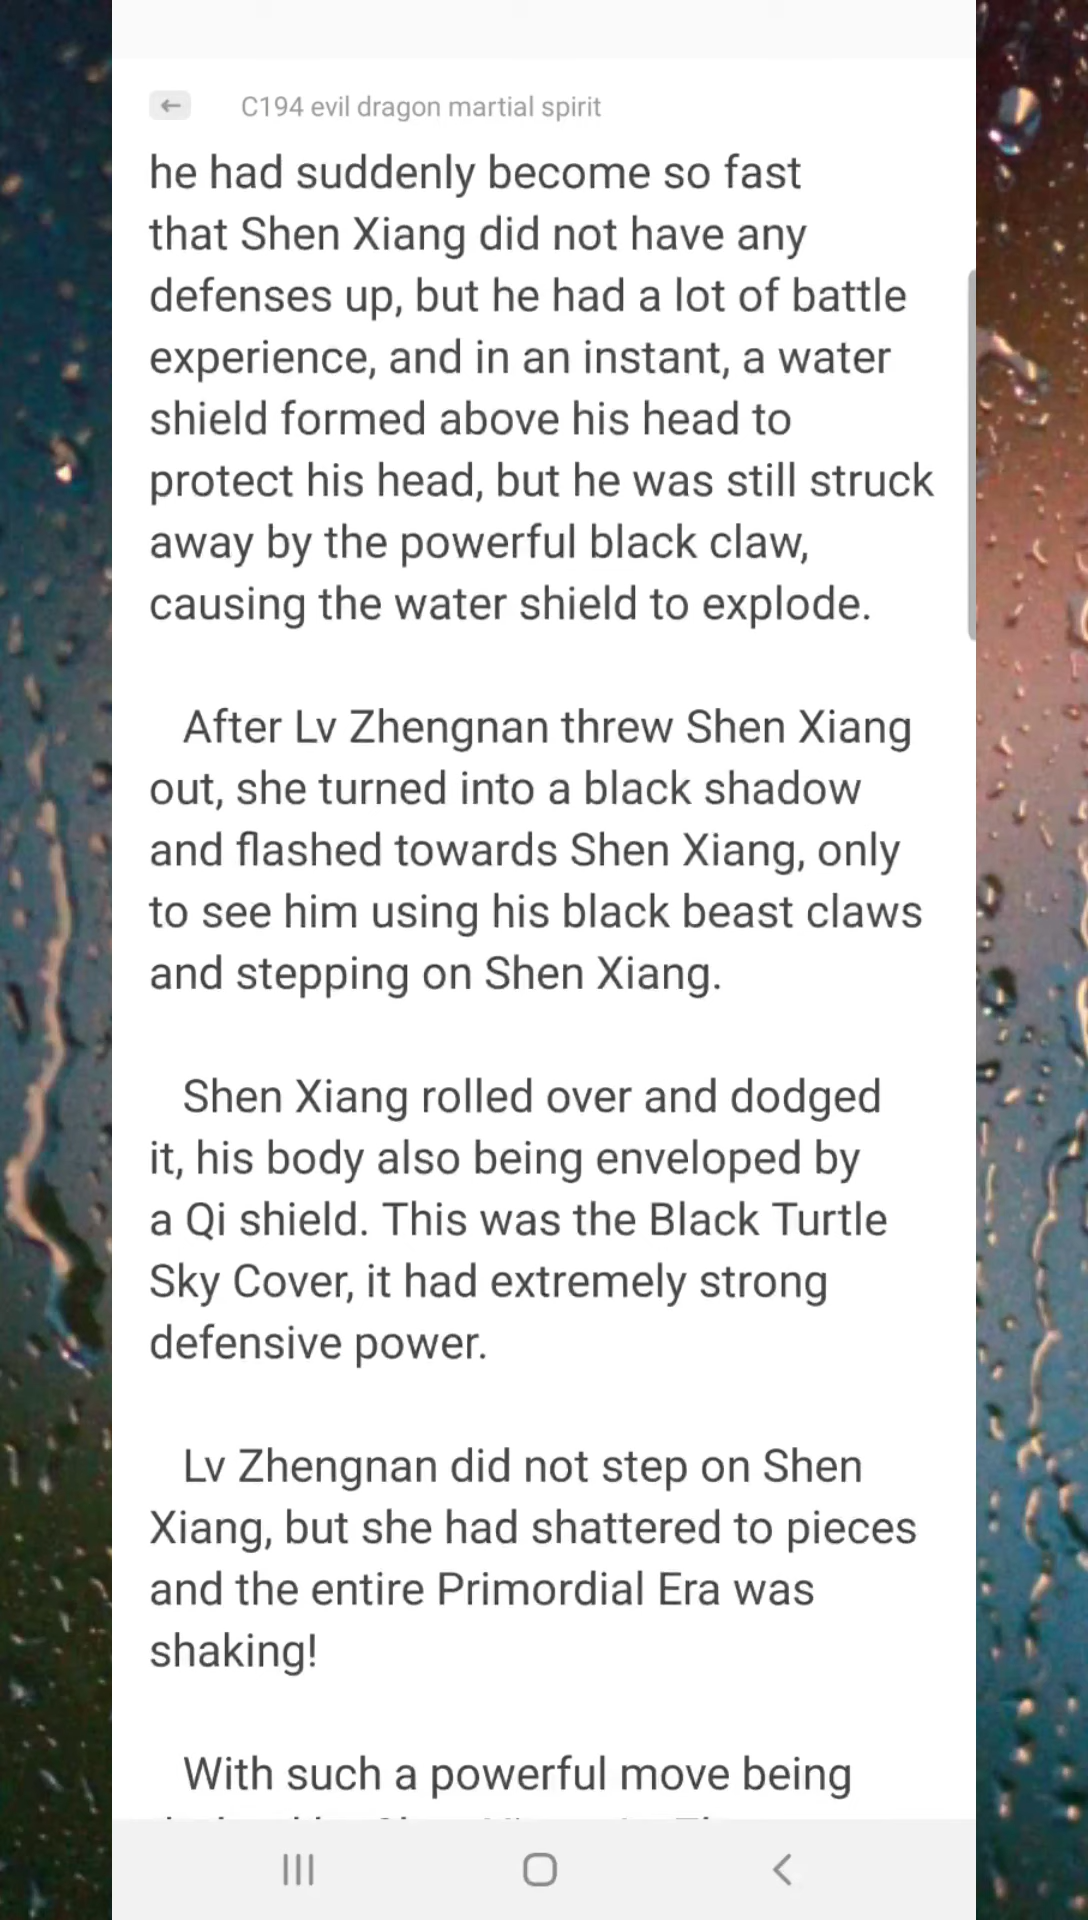 C194 evil dragon martial spirit
he had suddenly become so fast
that Shen Xiang did not have any
defenses up, but he had a lot of battle
experience, and in an instant, a water
shield formed above his head to
protect his head, but he was still struck
away by the powerful black claw,
causing the water shield to explode.
After Lv Zhengnan threw Shen Xiang
out, she turned into a black shadow
and flashed towards Shen Xiang, only
to see him using his black beast claws
and stepping on Shen Xiang.
Shen Xiang rolled over and dodged
it, his body also being enveloped by
a Qi shield. This was the Black Turtle
Sky Cover, it had extremely strong
defensive power.
Lv Zhengnan did not step on Shen
Xiang, but she had shattered to pieces
and the entire Primordial Era was
shaking!
With such a powerful move being